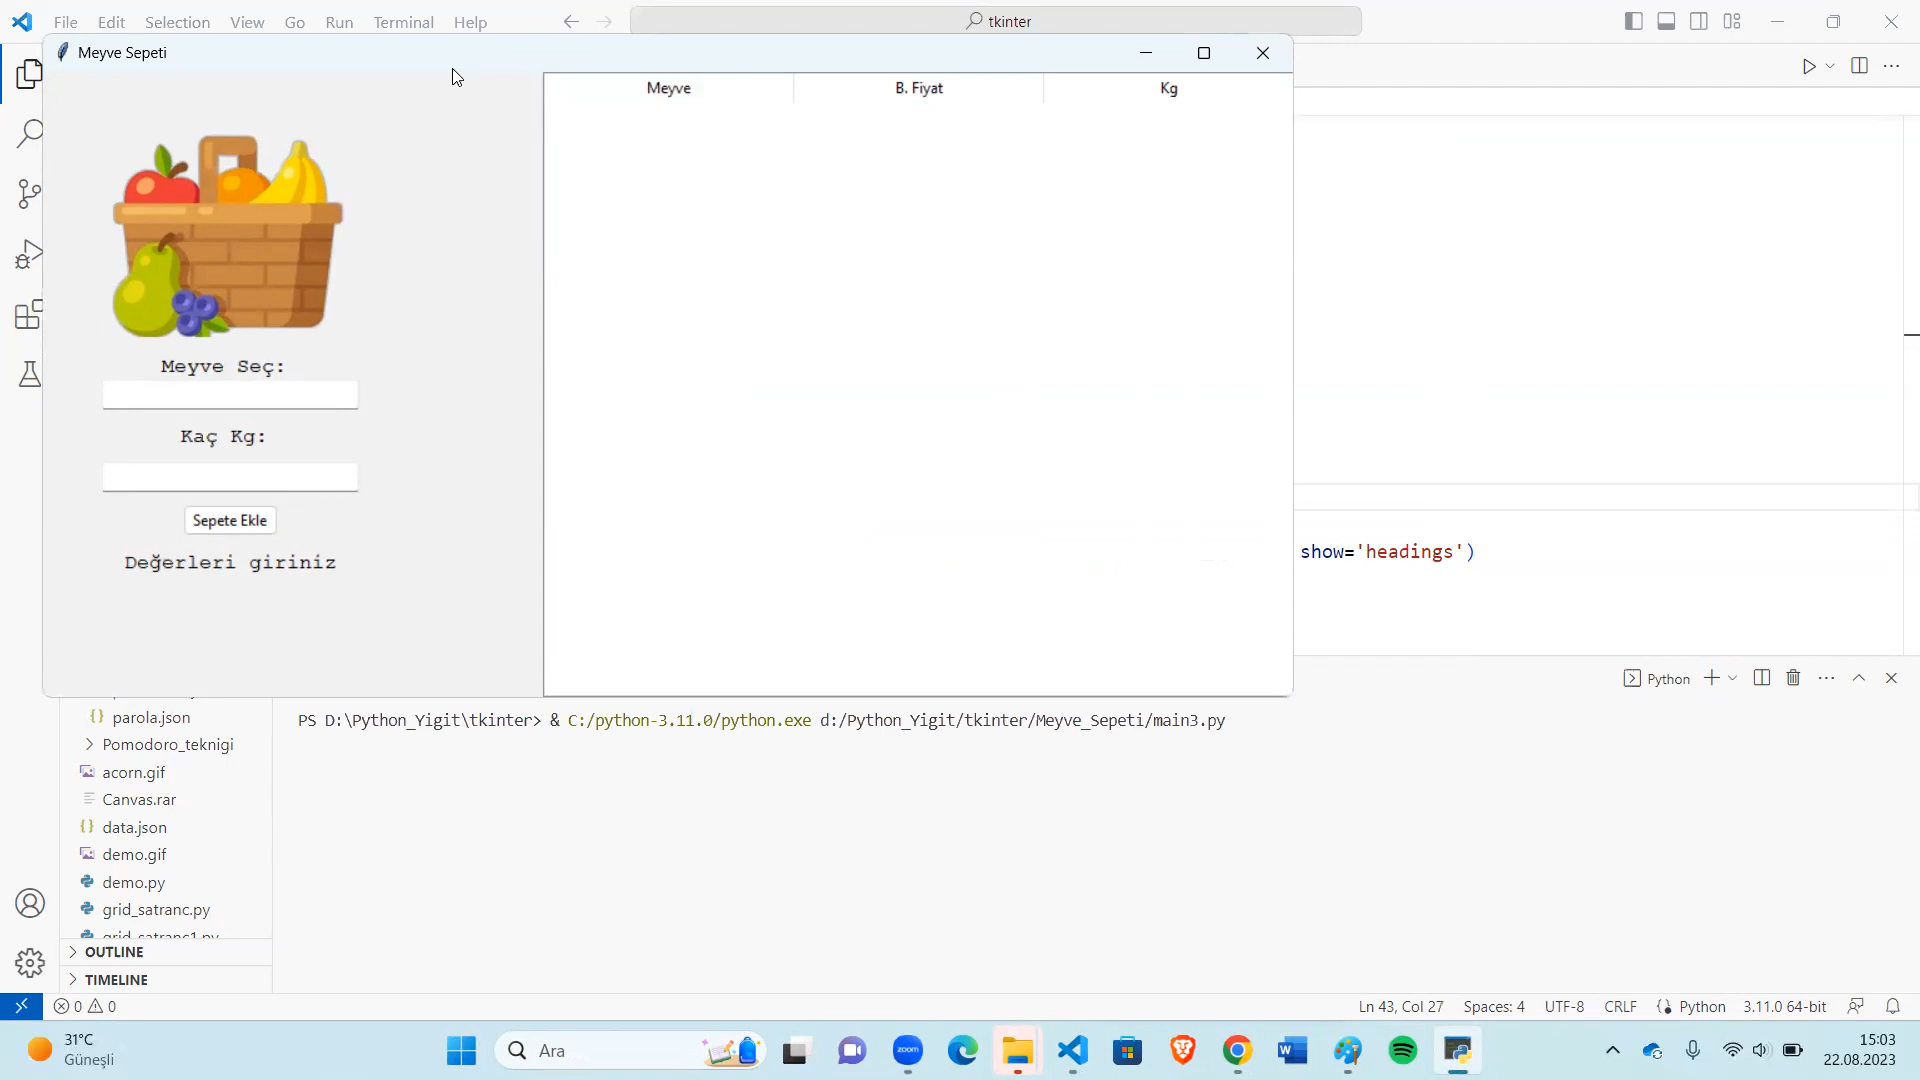 File Edit Selection View Go Run Terminal Help
tkinter
Meyve Sepeti
Meyve B. Fiyat Kg
Meyve Seç:
Kaç Kg:
Sepete Ekle
show='headings')
Değerleri giriniz
Python
PS D:\Python_Yigit\tkinter> & C:/python-3.11.0/python.exe d:/Python_Yigit/tkinter/Meyve_Sepeti/main3.py
parola.json
Pomodoro_teknigi
acorn.gif
Canvas.rar
data.json
demo.gif
demo.py
grid_satranc.py
grid_satranc1.py
OUTLINE
TIMELINE
0 0
Ln 43, Col 27 Spaces: 4 UTF-8 CRLF Python 3.11.0 64-bit
31°C
Güneşli
Ara
zoom
15:03
22.08.2023